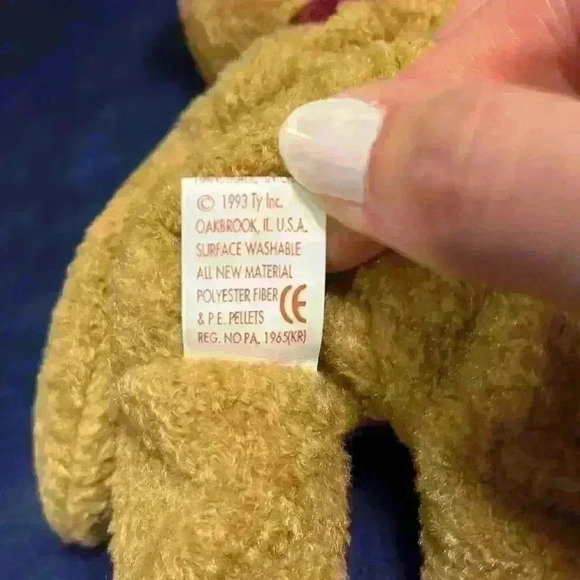 © 1993 Ty Inc.
OAKBROOK, IL U.S.A.
SURFACE WASHABLE
ALL NEW MATERIAL
POLYESTER FIBER
& P.E. PELLETS CE
REG. NO PA. 1965(KR)